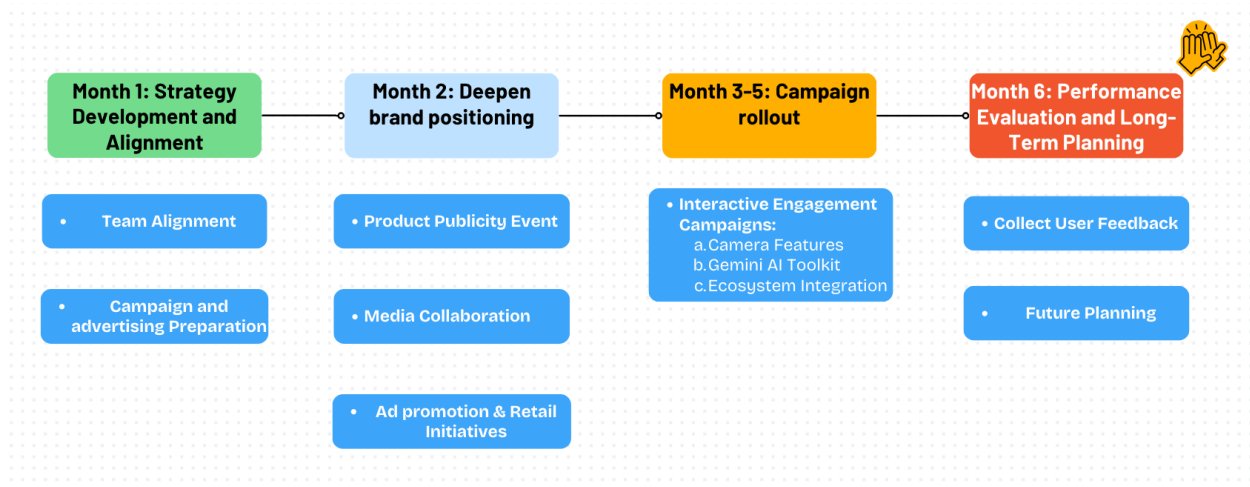 Month 1: Strategy
Development and
Alignment
Month 2: Deepen
brand positioning
Month 3-5: Campaign
rollout
Month 6: Performance
Evaluation and Long-
Term Planning
• Team Alignment
• Campaign and
advertising Preparation
• Product Publicity Event
• Media Collaboration
• Ad promotion & Retail
Initiatives
• Interactive Engagement
Campaigns:
a. Camera Features
b. Gemini AI Toolkit
c. Ecosystem Integration
• Collect User Feedback
• Future Planning